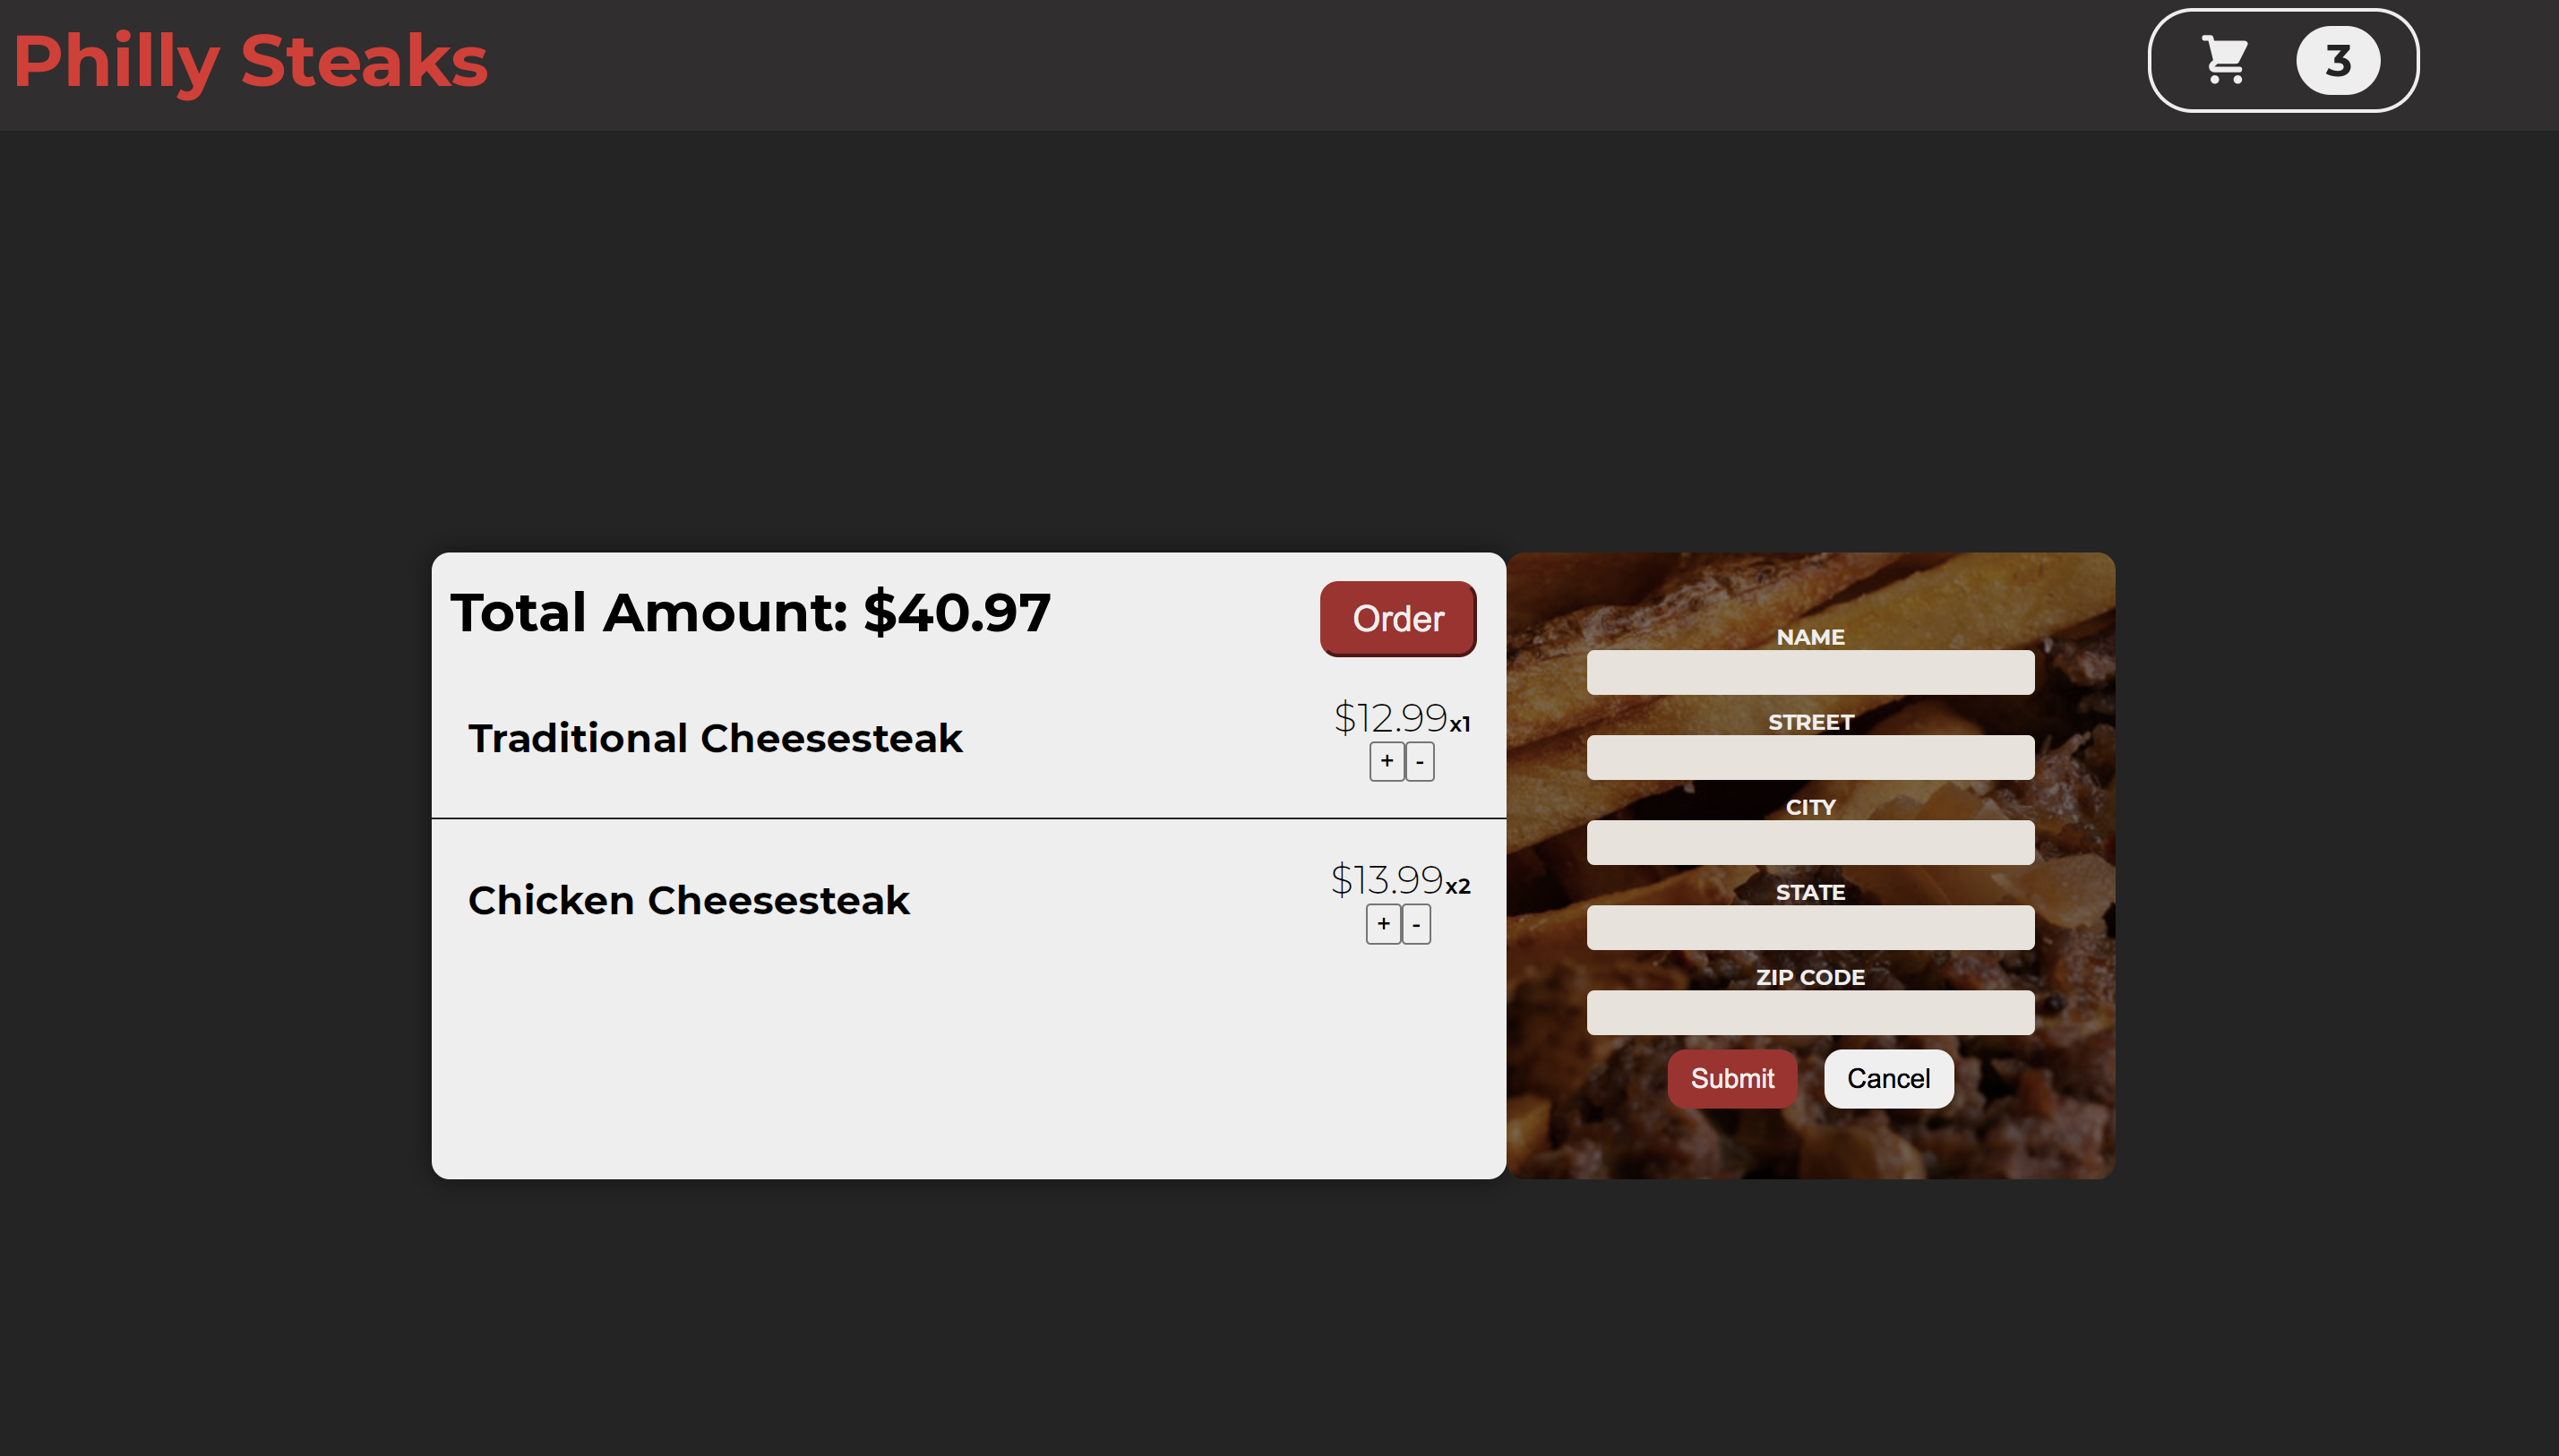 Philly Steaks
3
Total Amount: $40.97
Order
Traditional Cheesesteak
$12.99x1
+ -
Chicken Cheesesteak
$13.99x2
+ -
NAME
STREET
CITY
STATE
ZIP CODE
Submit Cancel